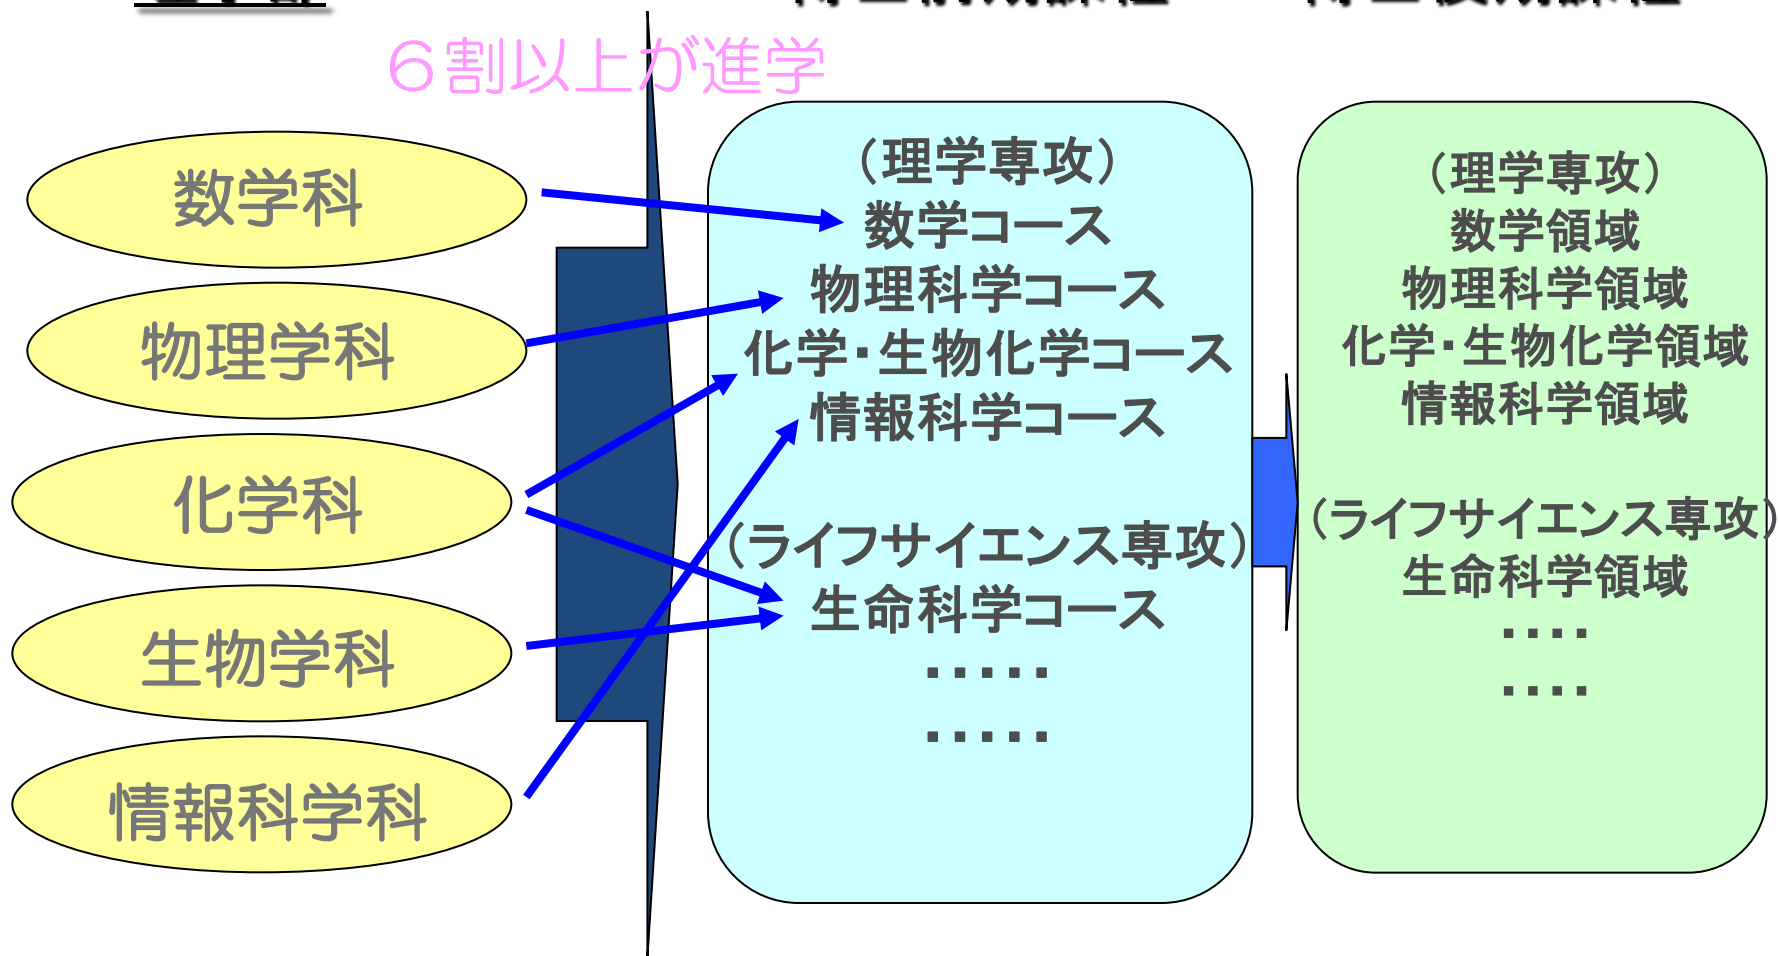 ６割以上が進学
数学科
物理学科
化学科
生物学科
情報科学科
（理学専攻）
数学コース
物理科学コース
化学・生物化学コース
情報科学コース
（ライフサイエンス専攻）
生命科学コース
・・・・・
・・・・・
（理学専攻）
数学領域
物理科学領域
化学・生物化学領域
情報科学領域
（ライフサイエンス専攻）
生命科学領域
・・・・
・・・・